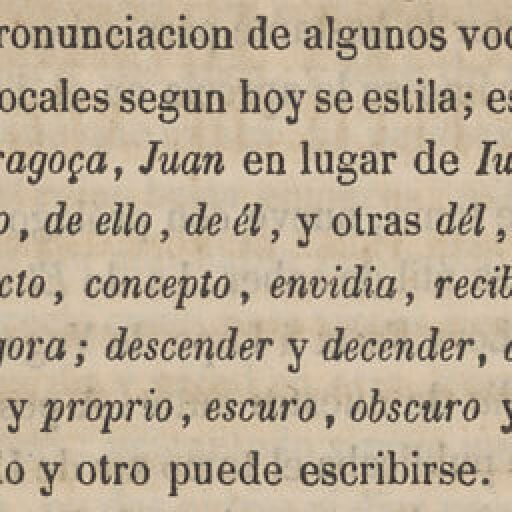 ronunciacion de algunos voc
ocales segun hoy se estila; es
ragoça, Juan en lugar de Iu
o, de ello, de él, y otras dél,
cto, concepto, envidia, recib
gora; descender y decender,
y proprio, escuro, obscuro y
o y otro puede escribirse.